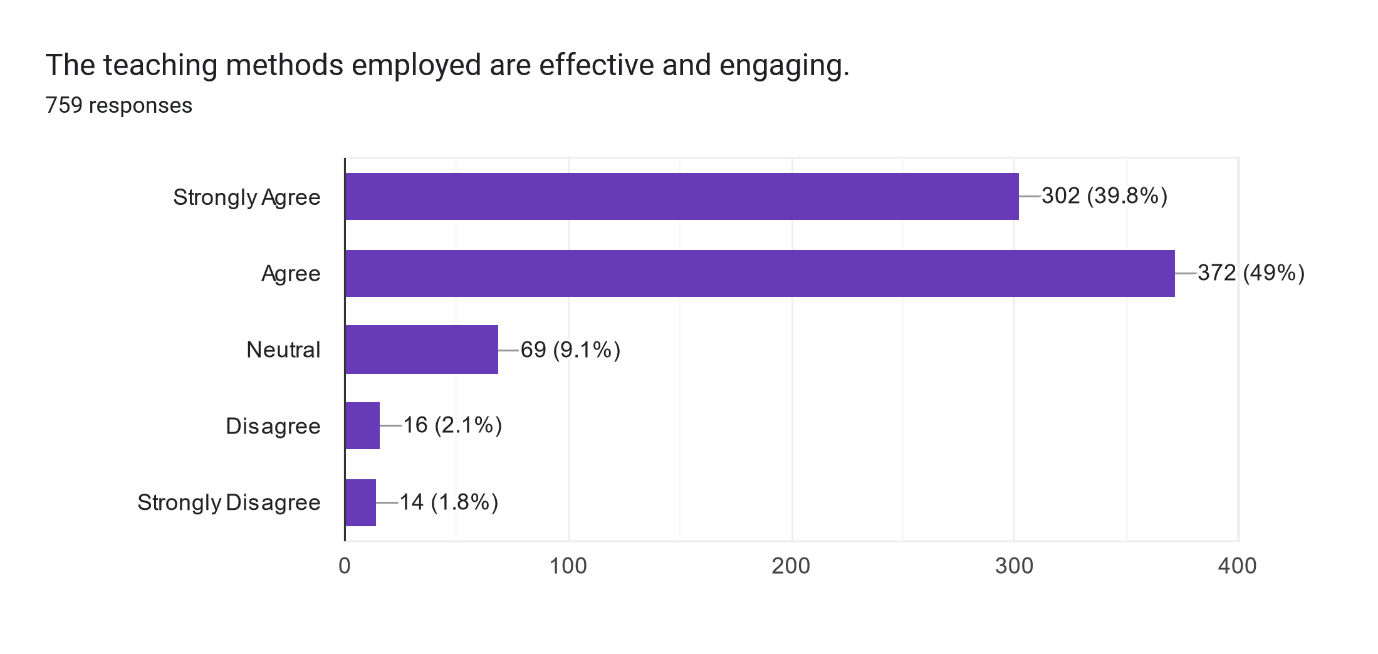 The teaching methods employed are effective and engaging.
759 responses
Strongly Agree 302 (39.8%)
Agree 372 (49%)
Neutral 69 (9.1%)
Disagree 16 (2.1%)
Strongly Disagree 14 (1.8%)
0 100 200 300 400